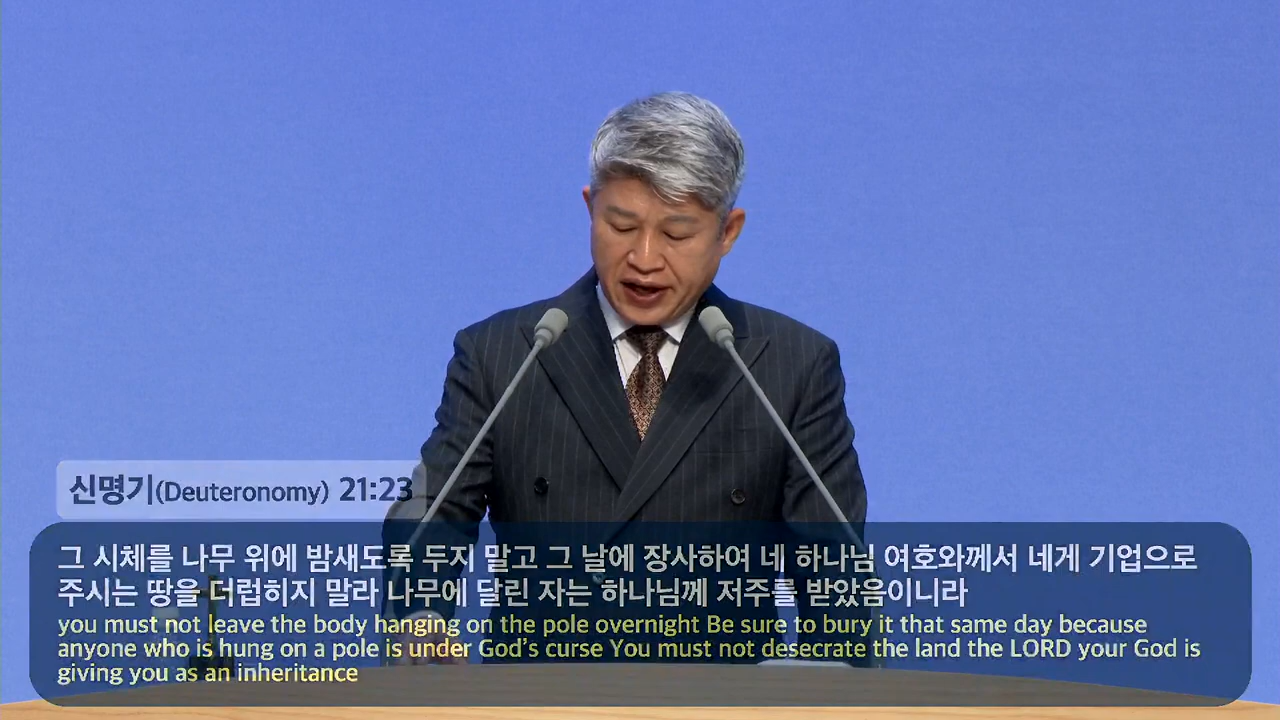 신명기(Deuteronomy) 21:23
그 시체를 나무 위에 밤새도록 두지 말고 그 날에 장사하여 네 하나님 여호와께서 네게 기업으로
주시는 땅을 더럽히지 말라 나무에 달린 자는 하나님께 저주를 받았음이니라
you must not leave the body hanging on the pole overnight Be sure to bury it that same day because
anyone who is hung on a pole is under God's curse You must not desecrate the land the LORD your God is
giving you as an inheritance